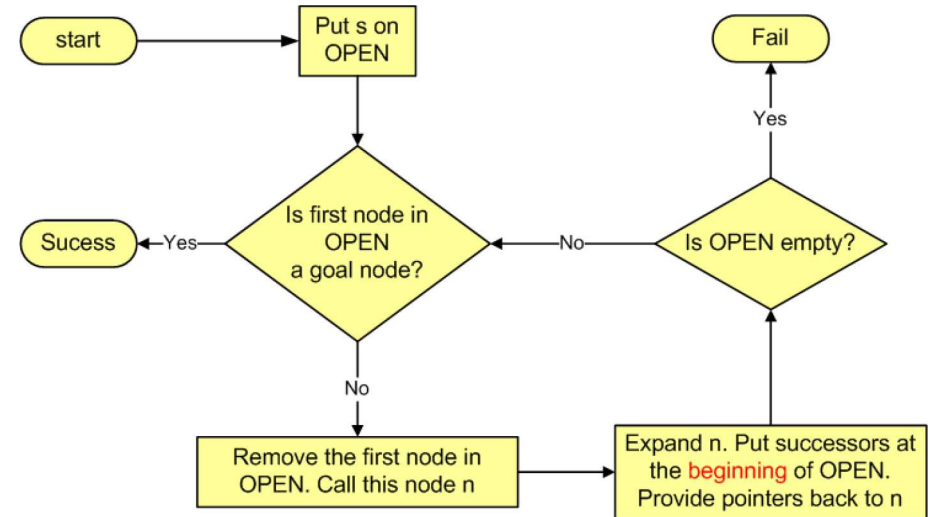 start
Put s on
OPEN
Fail
Yes
Is first node in
OPEN
a goal node?
Sucess
Yes
No
Is OPEN empty?
No
Remove the first node in
OPEN. Call this node n
Expand n. Put successors at
the beginning of OPEN.
Provide pointers back to n